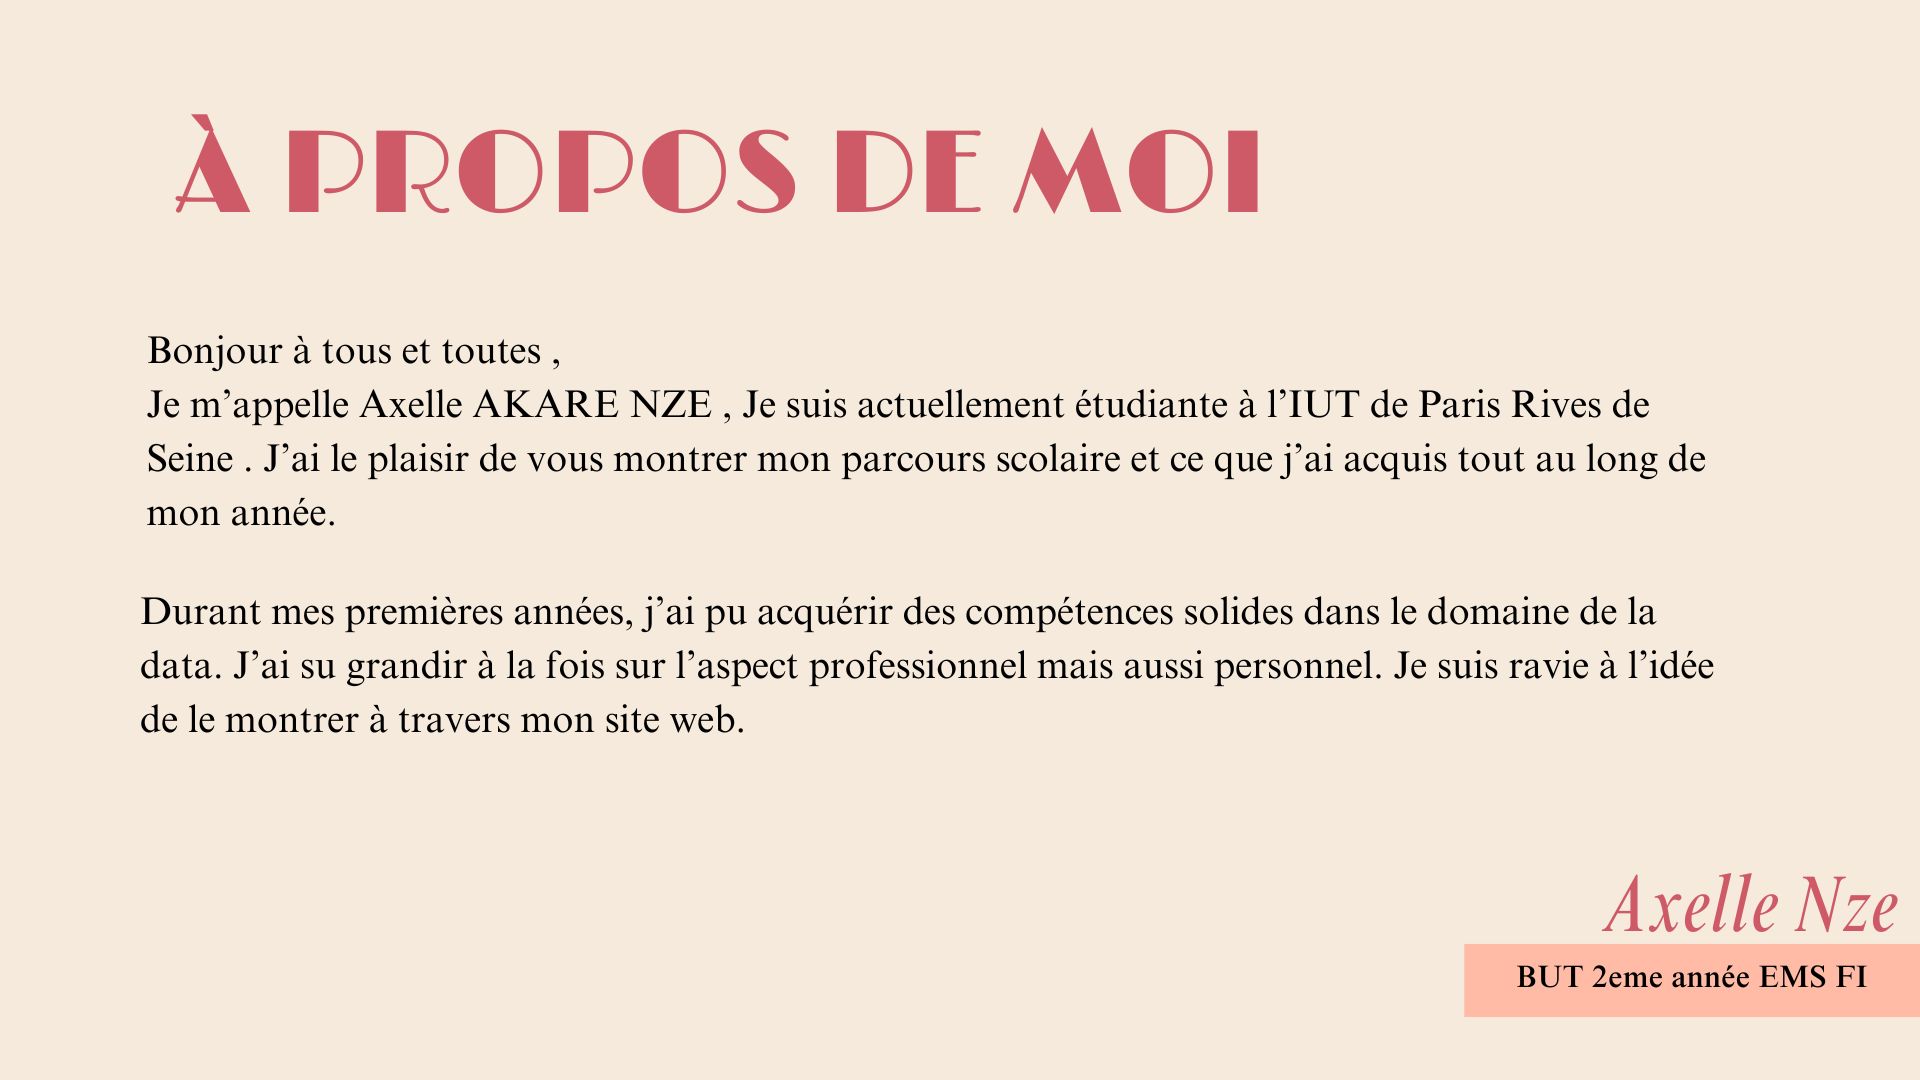 À PROPOS DE MOI
Bonjour à tous et toutes ,
Je m’appelle Axelle AKARE NZE , Je suis actuellement étudiante à l’IUT de Paris Rives de
Seine . J’ai le plaisir de vous montrer mon parcours scolaire et ce que j’ai acquis tout au long de
mon année.
Durant mes premières années, j’ai pu acquérir des compétences solides dans le domaine de la
data. J’ai su grandir à la fois sur l’aspect professionnel mais aussi personnel. Je suis ravie à l’idée
de le montrer à travers mon site web.
Axelle Nze
BUT 2eme année EMS FI